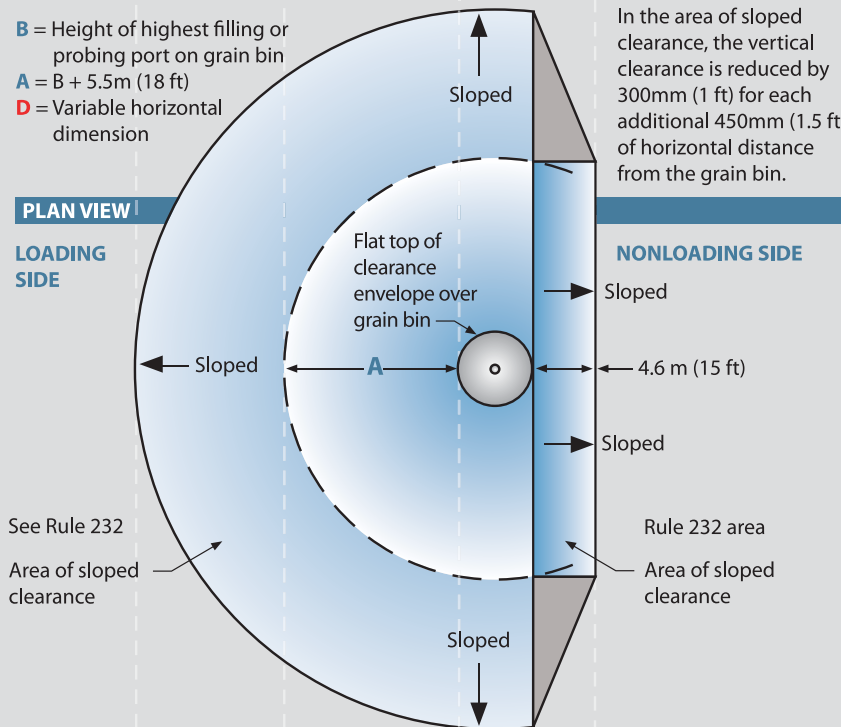 B = Height of highest filling or
probing port on grain bin
A = B + 5.5m (18 ft)
D = Variable horizontal
dimension
In the area of sloped
clearance, the vertical
clearance is reduced by
300mm (1 ft) for each
additional 450mm (1.5 ft
of horizontal distance
from the grain bin.
Sloped
PLAN VIEW
LOADING
SIDE
NONLOADING SIDE
Flat top of
clearance
envelope over
grain bin
Sloped
Sloped
A
4.6 m (15 ft)
Sloped
See Rule 232
Area of sloped
clearance
Rule 232 area
Area of sloped
clearance
Sloped